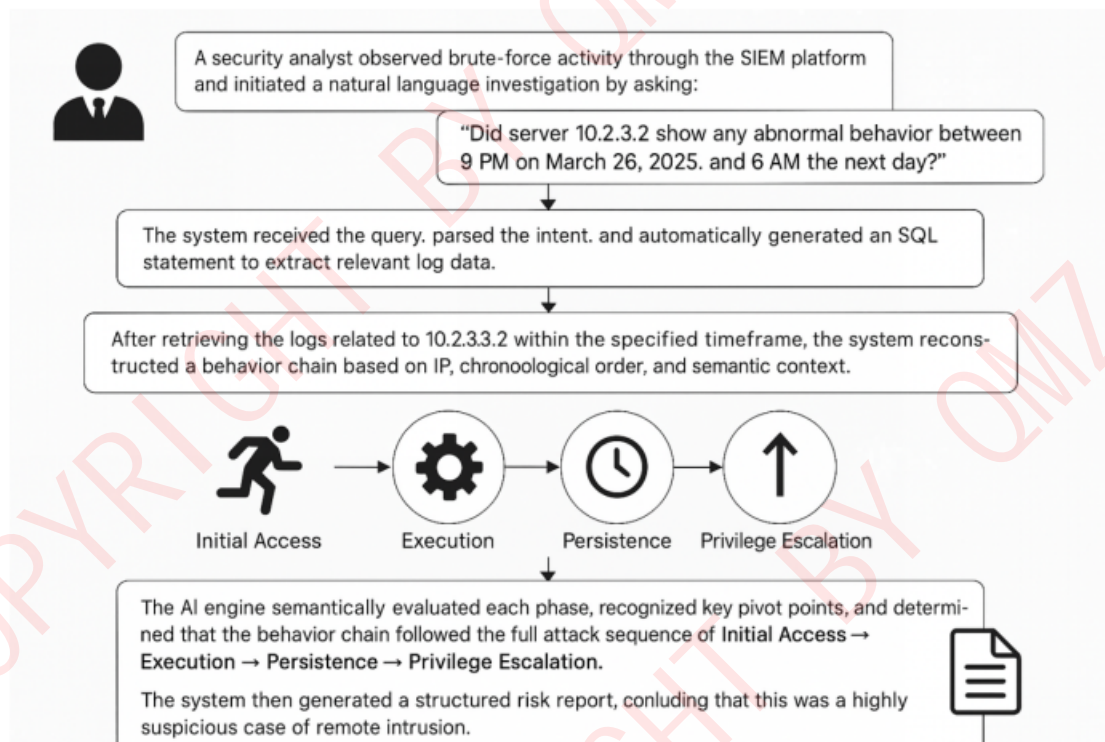 A security analyst observed brute-force activity through the SIEM platform
and initiated a natural language investigation by asking:
“Did server 10.2.3.2 show any abnormal behavior between
9 PM on March 26, 2025. and 6 AM the next day?”
The system received the query. parsed the intent. and automatically generated an SQL
statement to extract relevant log data.
After retrieving the logs related to 10.2.3.3.2 within the specified timeframe, the system recons-
tructed a behavior chain based on IP, chronoological order, and semantic context.
Initial Access
Execution
Persistence
Privilege Escalation
The AI engine semantically evaluated each phase, recognized key pivot points, and determi-
ned that the behavior chain followed the full attack sequence of Initial Access →
Execution → Persistence → Privilege Escalation.
The system then generated a structured risk report, conluding that this was a highly
suspicious case of remote intrusion.
COPYRIGHT BY QMZ
COPYRIGHT BY QMZ